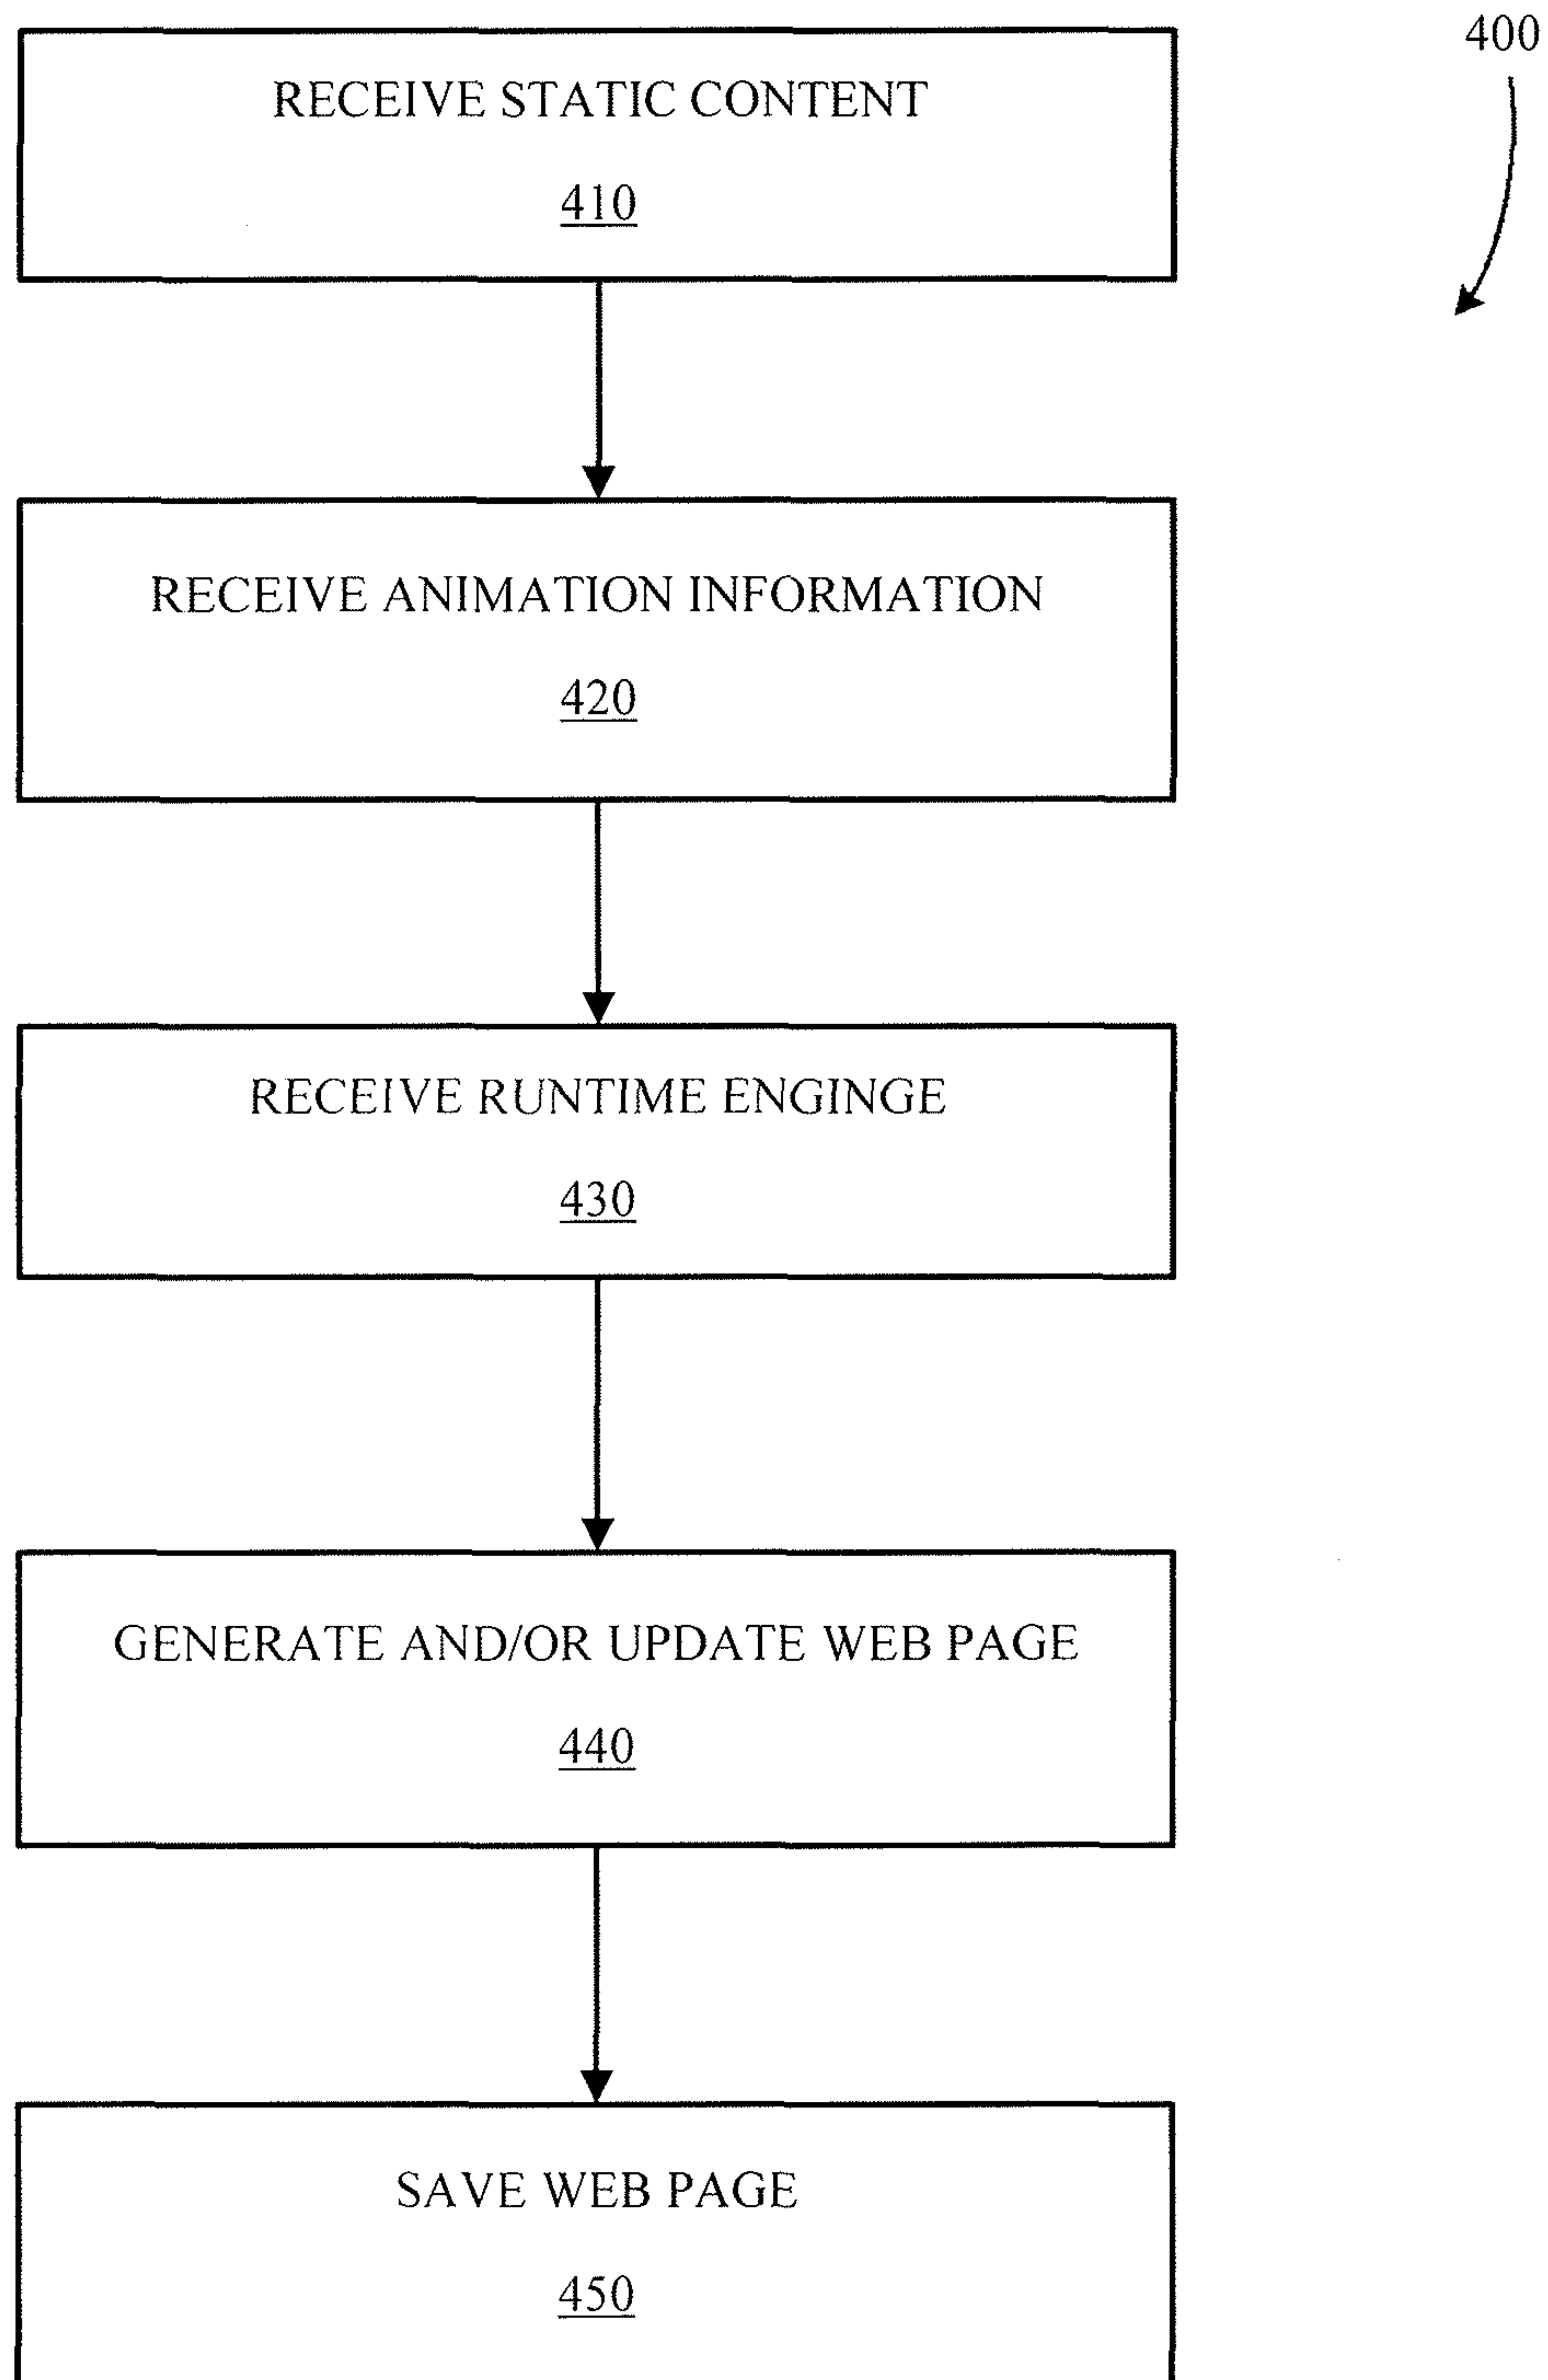 400
RECEIVE STATIC CONTENT
410
RECEIVE ANIMATION INFORMATION
420
RECEIVE RUNTIME ENGINGE
430
GENERATE AND/OR UPDATE WEB PAGE
440
SAVE WEB PAGE
450